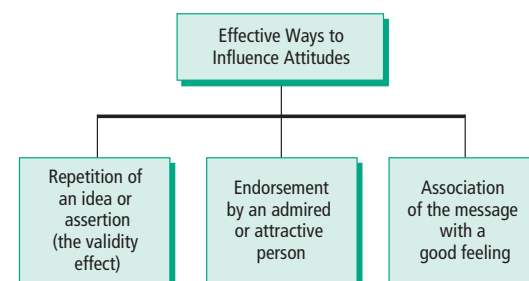 Effective Ways to
Influence Attitudes
Repetition of
an idea or
assertion
(the validity
effect)
Endorsement
by an admired
or attractive
person
Association
of the message
with a
good feeling